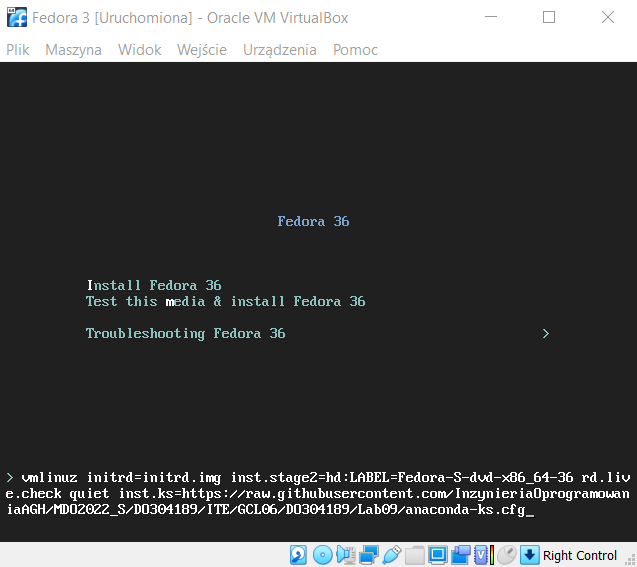 Fedora 3 [Uruchomiona] - Oracle VM VirtualBox
Plik Maszyna Widok Wejście Urządzenia Pomoc
Fedora 36
Install Fedora 36
Test this media & install Fedora 36
Troubleshooting Fedora 36 >
> vmlinuz initrd=initrd.img inst.stage2=hd:LABEL=Fedora-S-dvd-x86_64-36 rd.liv
e.check quiet inst.ks=https://raw.githubusercontent.com/InzynieriaOprogramowan
iaAGH/MDO2022_S/DO304189/ITE/GCL06/DO304189/Lab09/anaconda-ks.cfg_
Right Control